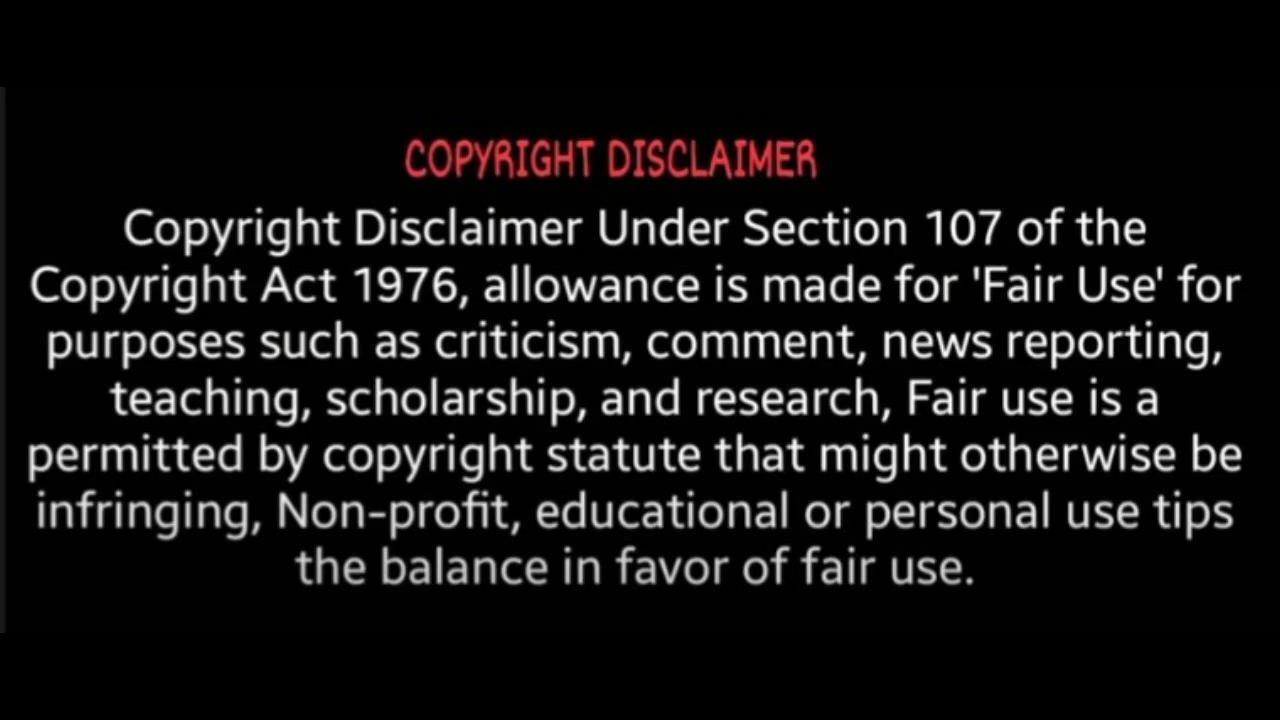 COPYRIGHT DISCLAIMER
Copyright Disclaimer Under Section 107 of the
Copyright Act 1976, allowance is made for 'Fair Use' for
purposes such as criticism, comment, news reporting,
teaching, scholarship, and research, Fair use is a
permitted by copyright statute that might otherwise be
infringing, Non-profit, educational or personal use tips
the balance in favor of fair use.